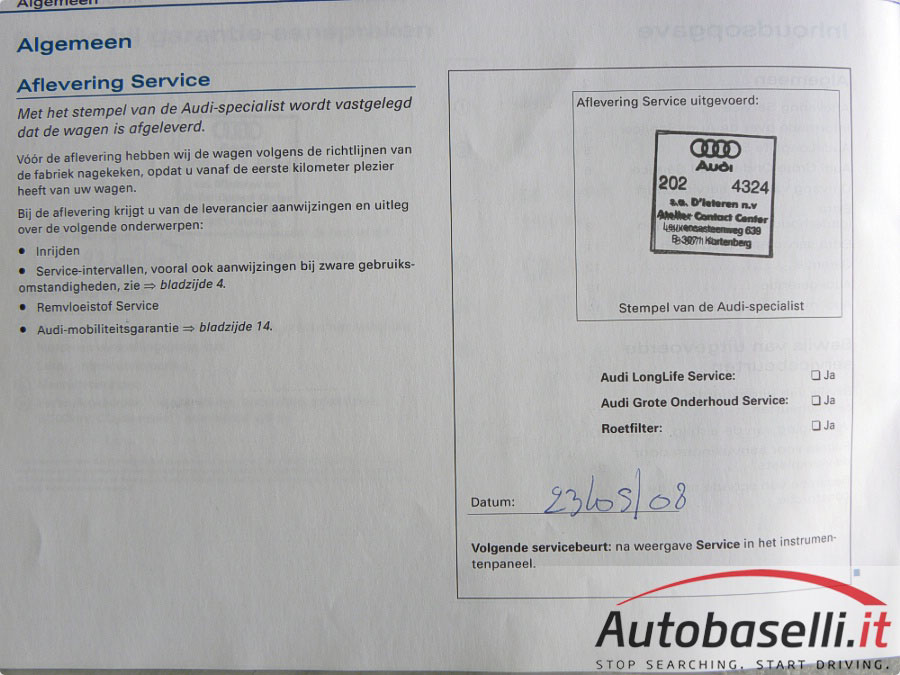 Algemeen
Algemeen
Aflevering Service
Met het stempel van de Audi-specialist wordt vastgelegd
dat de wagen is afgeleverd.
Vóór de aflevering hebben wij de wagen volgens de richtlijnen van
de fabriek nagekeken, opdat u vanaf de eerste kilometer plezier
heeft van uw wagen.
Bij de aflevering krijgt u van de leverancier aanwijzingen en uitleg
over de volgende onderwerpen:
● Inrijden
● Service-intervallen, vooral ook aanwijzingen bij zware gebruiks-
omstandigheden, zie ⇒ bladzijde 4.
● Remvloeistof Service
● Audi-mobiliteitsgarantie ⇒ bladzijde 14.
Aflevering Service uitgevoerd:
Audi
202 4324
s.a. D'Ieteren n.v
Atelier Contact Center
Leuvensesteenweg 639
Kortenberg
Stempel van de Audi-specialist
Audi LongLife Service: ❏ Ja
Audi Grote Onderhoud Service: ❏ Ja
Roetfilter: ❏ Ja
Datum: 23/05/08
Volgende servicebeurt: na weergave Service in het instrumen-
tenpaneel.
Autobaselli.it
STOP SEARCHING. START DRIVING.